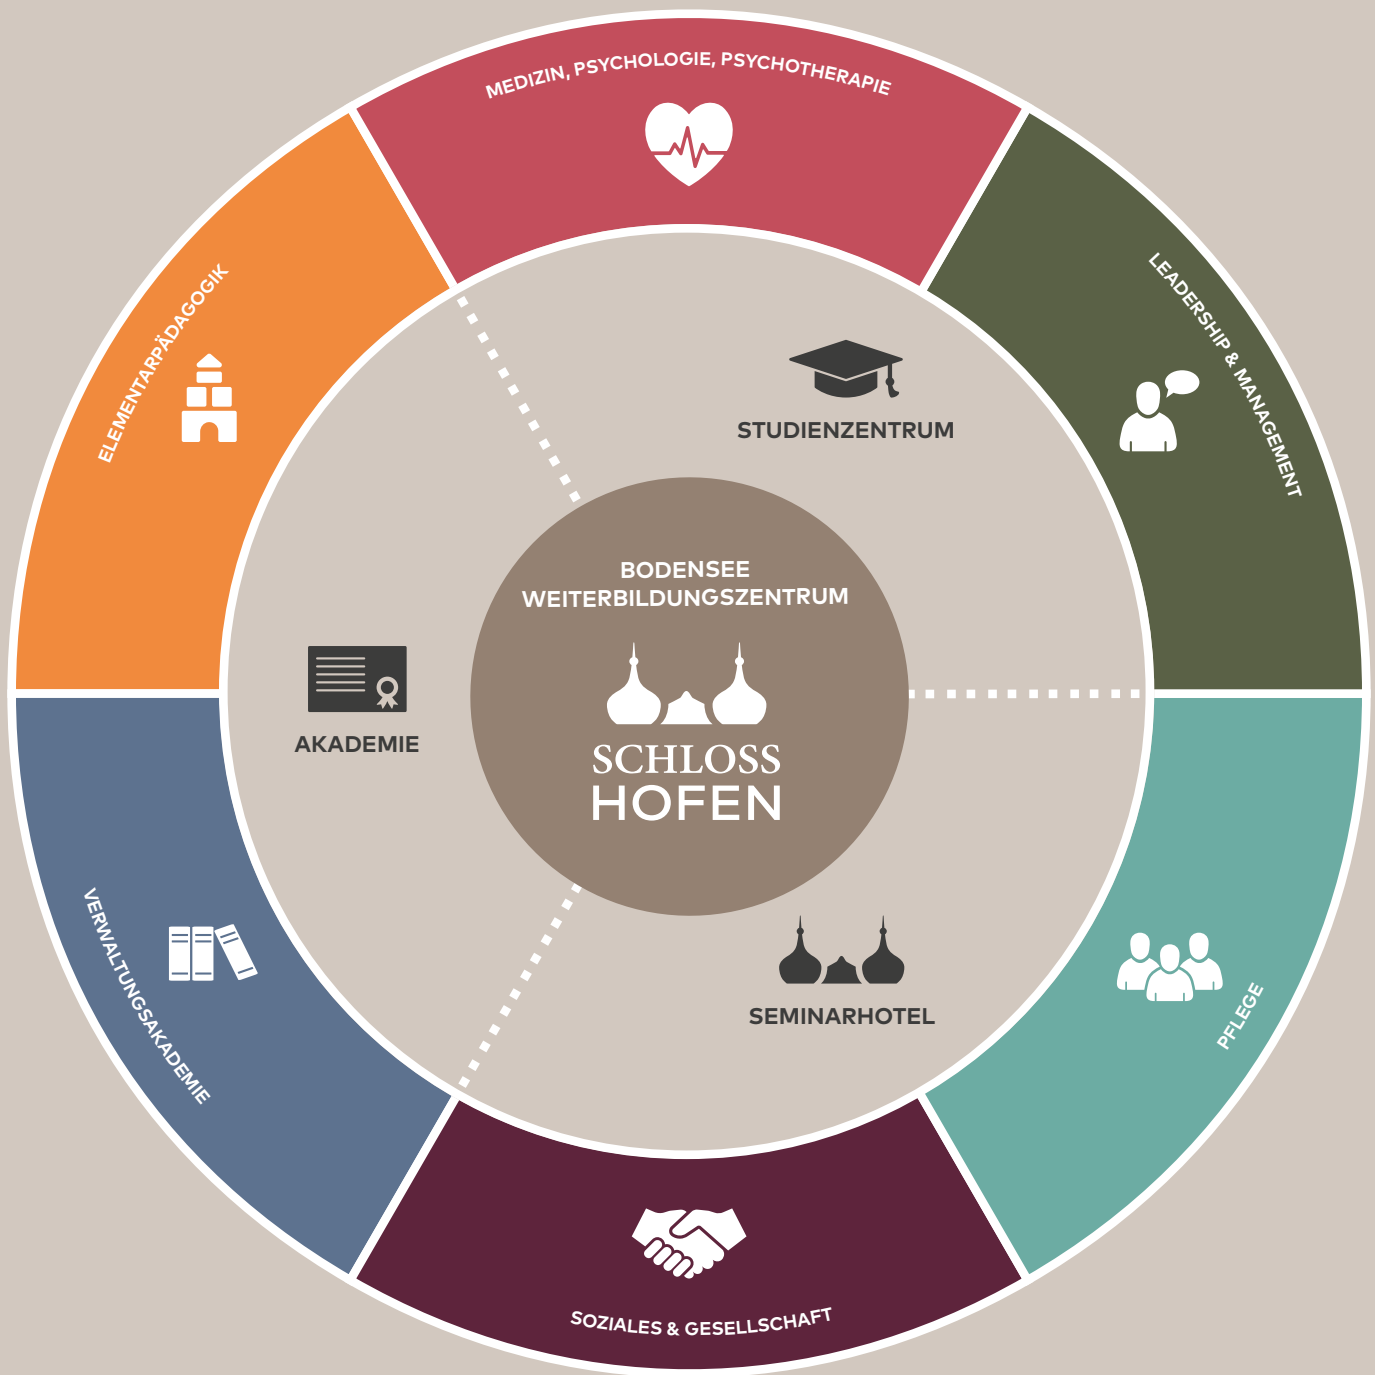 MEDIZIN, PSYCHOLOGIE, PSYCHOTHERAPIE
LEADERSHIP & MANAGEMENT
PFLEGE
SOZIALES & GESELLSCHAFT
VERWALTUNGSAKADEMIE
ELEMENTARPÄDAGOGIK
STUDIENZENTRUM
SEMINARHOTEL
AKADEMIE
BODENSEE
WEITERBILDUNGSZENTRUM
SCHLOSS
HOFEN